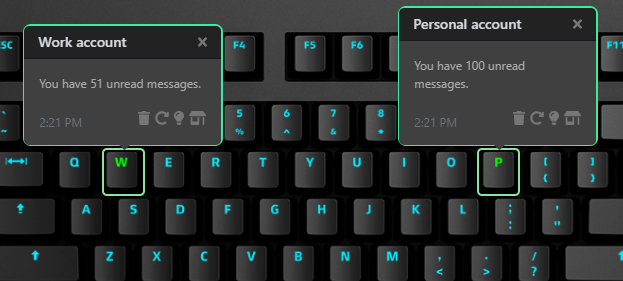 Work account
You have 51 unread messages.
2:21 PM
Personal account
You have 100 unread
messages.
2:21 PM
ESC F4 F5 F6 F11
~ `
5 %
6 ^
7 &
8 *
Q W E R T Y U I O P [ { ] }
A S D F G H J K L ; : ' "
Z X C V B N M , < . > / ?